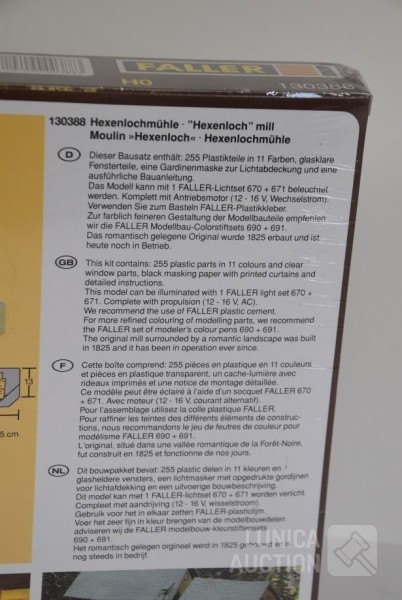 FALLER
H0
130388
130388 Hexenlochmühle · "Hexenloch" mill
Moulin »Hexenloch« · Hexenlochmühle
D
Dieser Bausatz enthält: 255 Plastikteile in 11 Farben, glasklare
Fensterteile, eine Gardinenmaske zur Lichtabdeckung und eine
ausführliche Bauanleitung.
Das Modell kann mit 1 FALLER-Lichtset 670 + 671 beleuchtet
werden. Komplett mit Antriebsmotor (12 - 16 V, Wechselstrom).
Verwenden Sie zum Basteln FALLER-Plastikkleber.
Zur farblich feineren Gestaltung der Modellbauteile empfehlen
wir die FALLER Modellbau-Colorstiftsets 690 + 691.
Das romantisch gelegene Original wurde 1825 erbaut und ist
heute noch in Betrieb.
GB
This kit contains: 255 plastic parts in 11 colours and clear
window parts, black masking paper with printed curtains and
detailed instructions.
This model can be illuminated with 1 FALLER light set 670 +
671. Complete with propulsion (12 - 16 V, AC).
We recommend the use of FALLER plastic cement.
For more refined colouring of modelling parts, we recommend
the FALLER set of modeler's colour pens 690 + 691.
The original mill surrounded by a romantic landscape was built
in 1825 and it has been in operation ever since.
F
Cette boîte comprend: 255 pièces en plastique en 11 couleurs
et pièces en plastique transparent, un cache-lumière avec
rideaux imprimés et une notice de montage détaillée.
Ce modèle peut être éclairé à l'aide d'un socquet FALLER 670
+ 671. Avec moteur (12 - 16 V, courant alternatif).
Pour l'assemblage utilisez la colle plastique FALLER.
Pour raffiner les teintes des différents éléments de construc-
tion, nous recommandons le jeu de feutres de couleur pour
modélisme FALLER 690 + 691.
L'original, situé dans une vallée romantique de la Forêt-Noire,
fut construit en 1825 et fonctionne de nos jours.
NL
Dit bouwpakket bevat: 255 plastic delen in 11 kleuren en
glasheldere vensters, een lichtmasker met opgedrukte gordijnen
voor lichtafdekking en een uitvoerige bouwbeschrijving.
Dit model kan met 1 FALLER-lichtset 670 + 671 worden verlicht.
Compleet met aandrijving (12 - 16 V, wisselstroom).
Gebruik voor het in elkaar zetten FALLER-plasticlijm.
Voor het zeer fijn in kleur brengen van de modelbouwdelen
adviseren wij de FALLER modelbouw-kleurstiftensets
690 + 691.
Het romantisch gelegen orgineel werd in 1825 gebouwd en is
nog steeds in bedrijf.
13
5 cm
CLINICA
AUCTION